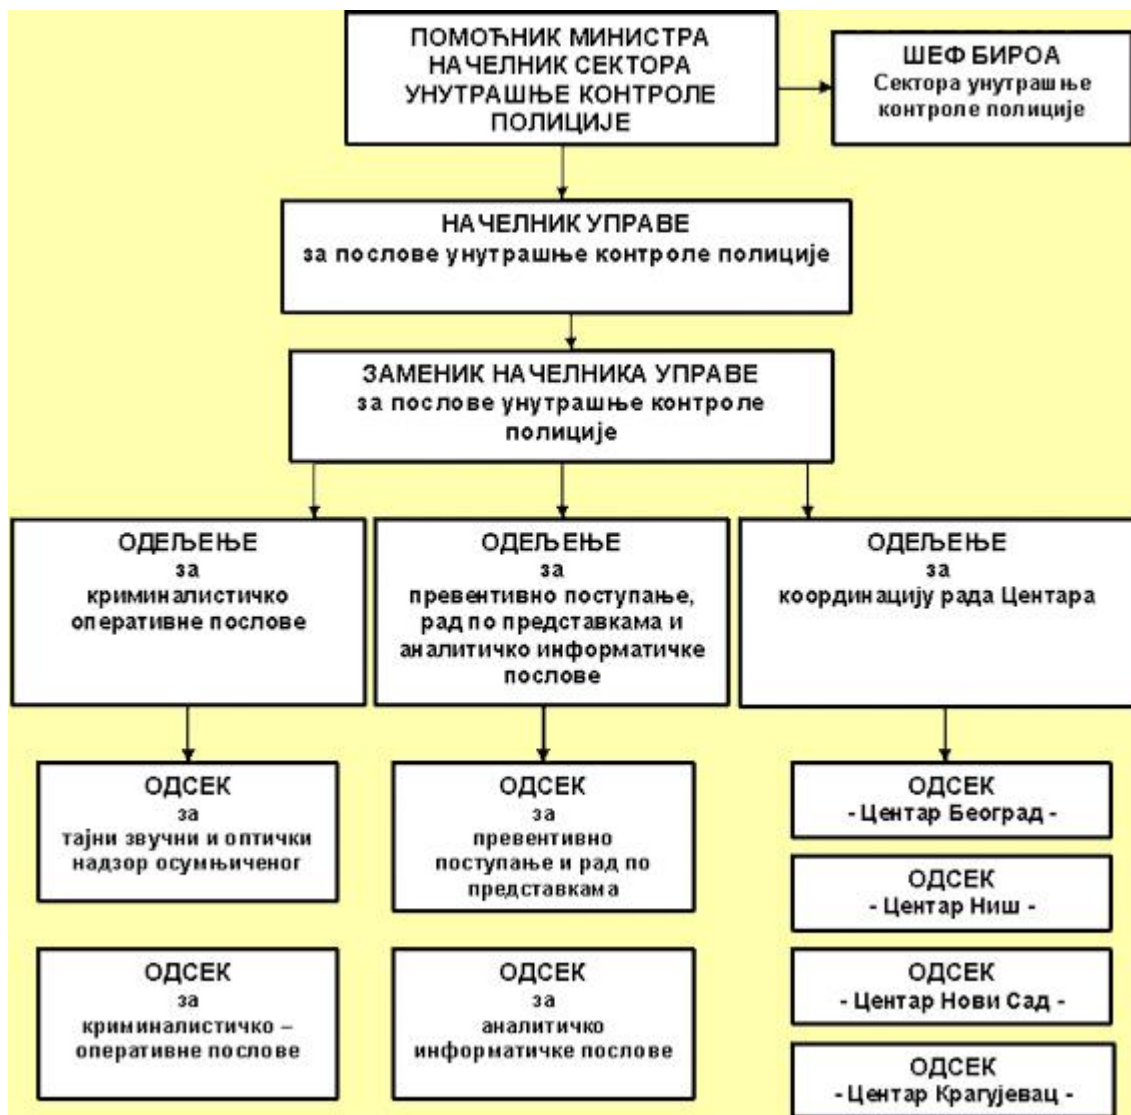 ПОМОЋНИК МИНИСТРА
НАЧЕЛНИК СЕКТОРА
УНУТРАШЊЕ КОНТРОЛЕ
ПОЛИЦИЈЕ
ШЕФ БИРОА
Сектора унутрашње
контроле полиције
НАЧЕЛНИК УПРАВЕ
за послове унутрашње контроле полиције
ЗАМЕНИК НАЧЕЛНИКА УПРАВЕ
за послове унутрашње контроле
полиције
ОДЕЉЕЊЕ
за
криминалистичко
оперативне послове
ОДЕЉЕЊЕ
за
превентивно поступање,
рад по представкама и
аналитичко информатичке
послове
ОДЕЉЕЊЕ
за
координацију рада Центара
ОДСЕК
за
тајни звучни и оптички
надзор осумњиченог
ОДСЕК
за
криминалистичко –
оперативне послове
ОДСЕК
за
превентивно
поступање и рад по
представкама
ОДСЕК
за
аналитичко
информатичке послове
ОДСЕК
- Центар Београд -
ОДСЕК
- Центар Ниш -
ОДСЕК
- Центар Нови Сад -
ОДСЕК
- Центар Крагујевац -